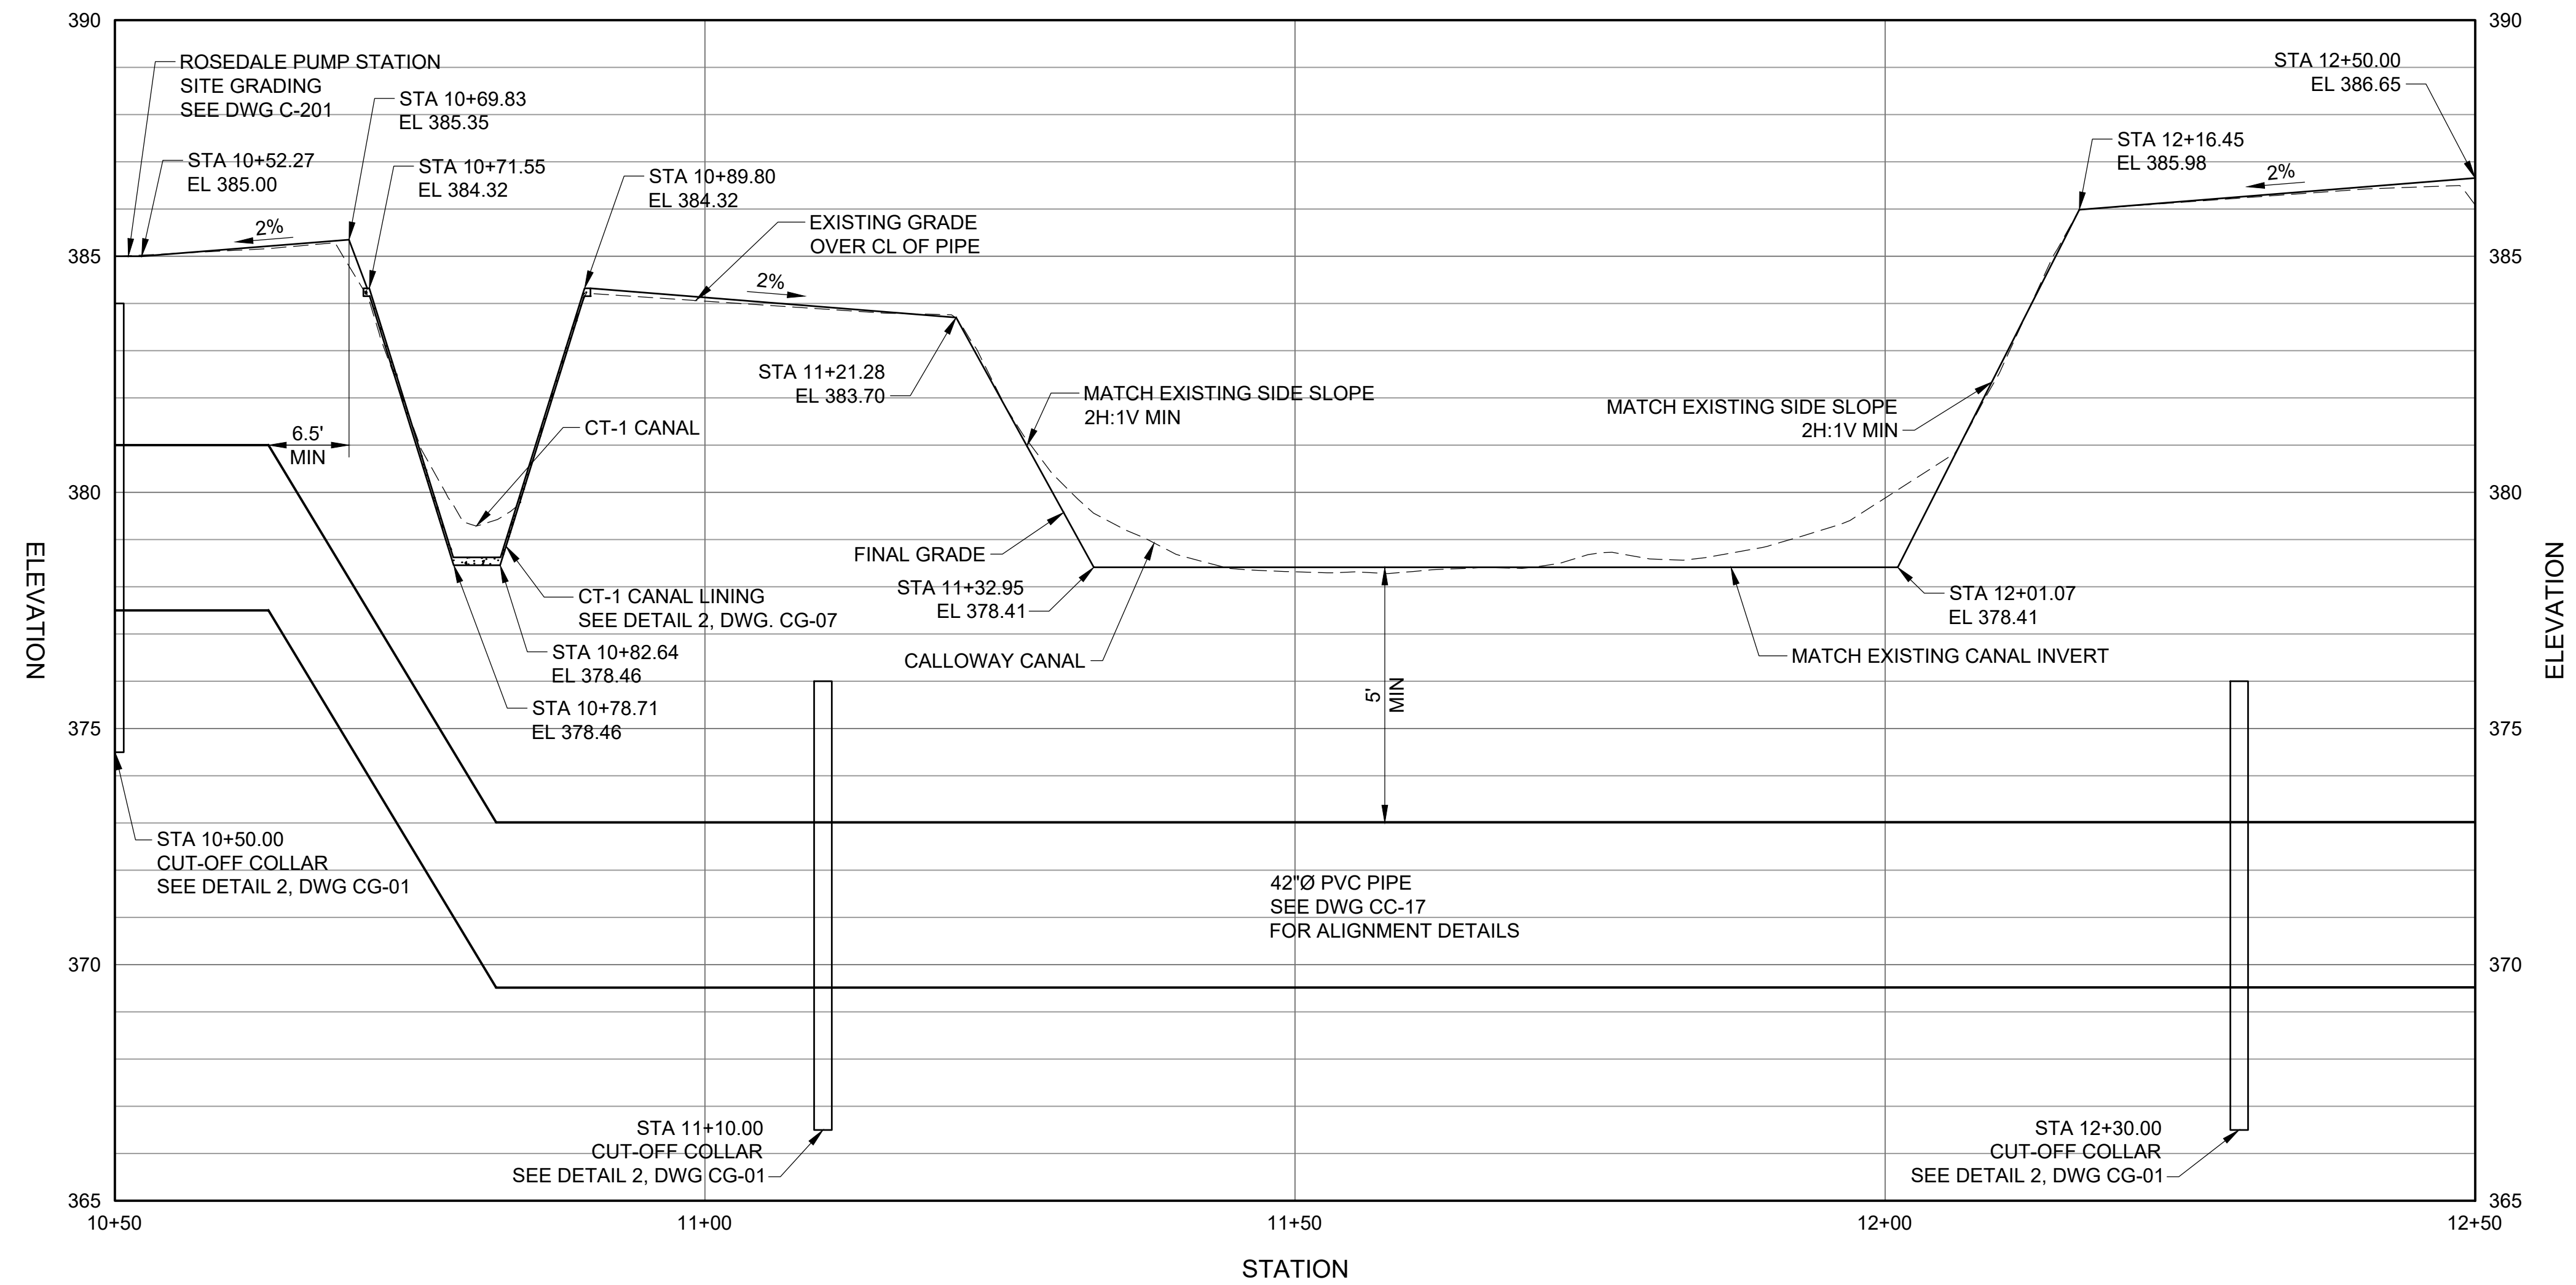 390
390
ROSEDALE PUMP STATION
SITE GRADING
SEE DWG C-201
STA 10+69.83
EL 385.35
STA 10+52.27
EL 385.00
STA 10+71.55
EL 384.32
STA 10+89.80
EL 384.32
EXISTING GRADE
OVER CL OF PIPE
STA 12+50.00
EL 386.65
STA 12+16.45
EL 385.98
2%
2%
2%
385
385
STA 11+21.28
EL 383.70
MATCH EXISTING SIDE SLOPE
2H:1V MIN
MATCH EXISTING SIDE SLOPE
2H:1V MIN
CT-1 CANAL
6.5'
MIN
380
380
FINAL GRADE
STA 11+32.95
EL 378.41
CT-1 CANAL LINING
SEE DETAIL 2, DWG. CG-07
STA 10+82.64
EL 378.46
STA 10+78.71
EL 378.46
CALLOWAY CANAL
STA 12+01.07
EL 378.41
MATCH EXISTING CANAL INVERT
5'
MIN
ELEVATION
ELEVATION
375
375
STA 10+50.00
CUT-OFF COLLAR
SEE DETAIL 2, DWG CG-01
42"Ø PVC PIPE
SEE DWG CC-17
FOR ALIGNMENT DETAILS
370
370
STA 11+10.00
CUT-OFF COLLAR
SEE DETAIL 2, DWG CG-01
STA 12+30.00
CUT-OFF COLLAR
SEE DETAIL 2, DWG CG-01
365
365
10+50
11+00
11+50
12+00
12+50
STATION